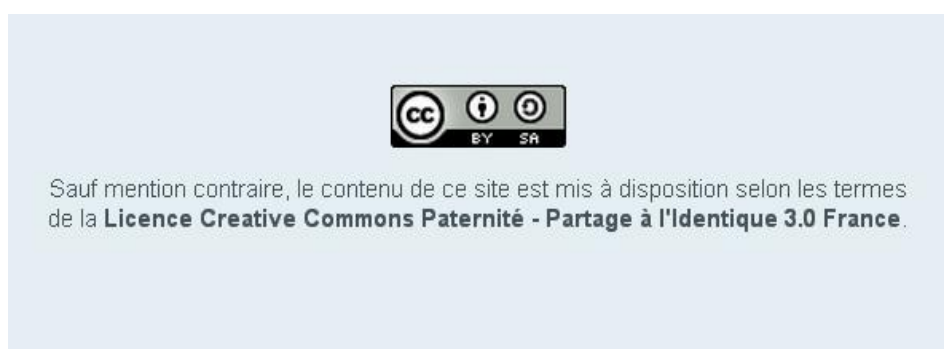 cc
BY SA
Sauf mention contraire, le contenu de ce site est mis à disposition selon les termes
de la Licence Creative Commons Paternité - Partage à l'Identique 3.0 France.